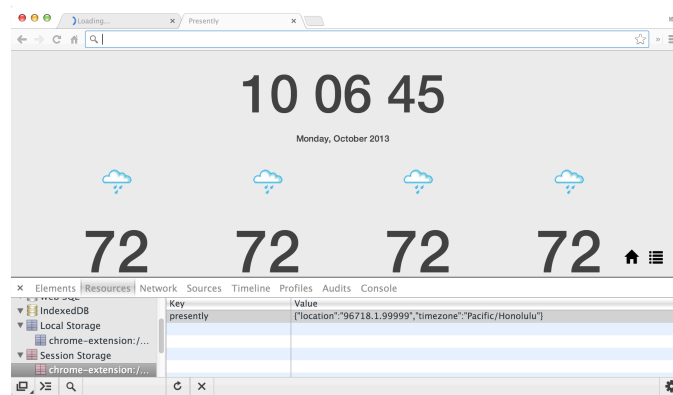 Loading...
Presently
10 06 45
Monday, October 2013
72 72 72 72
Elements Resources Network Sources Timeline Profiles Audits Console
Web SQL
IndexedDB
Local Storage
chrome-extension:/...
Session Storage
chrome-extension:/...
Key Value
presently {"location":"96718.1.99999","timezone":"Pacific/Honolulu"}